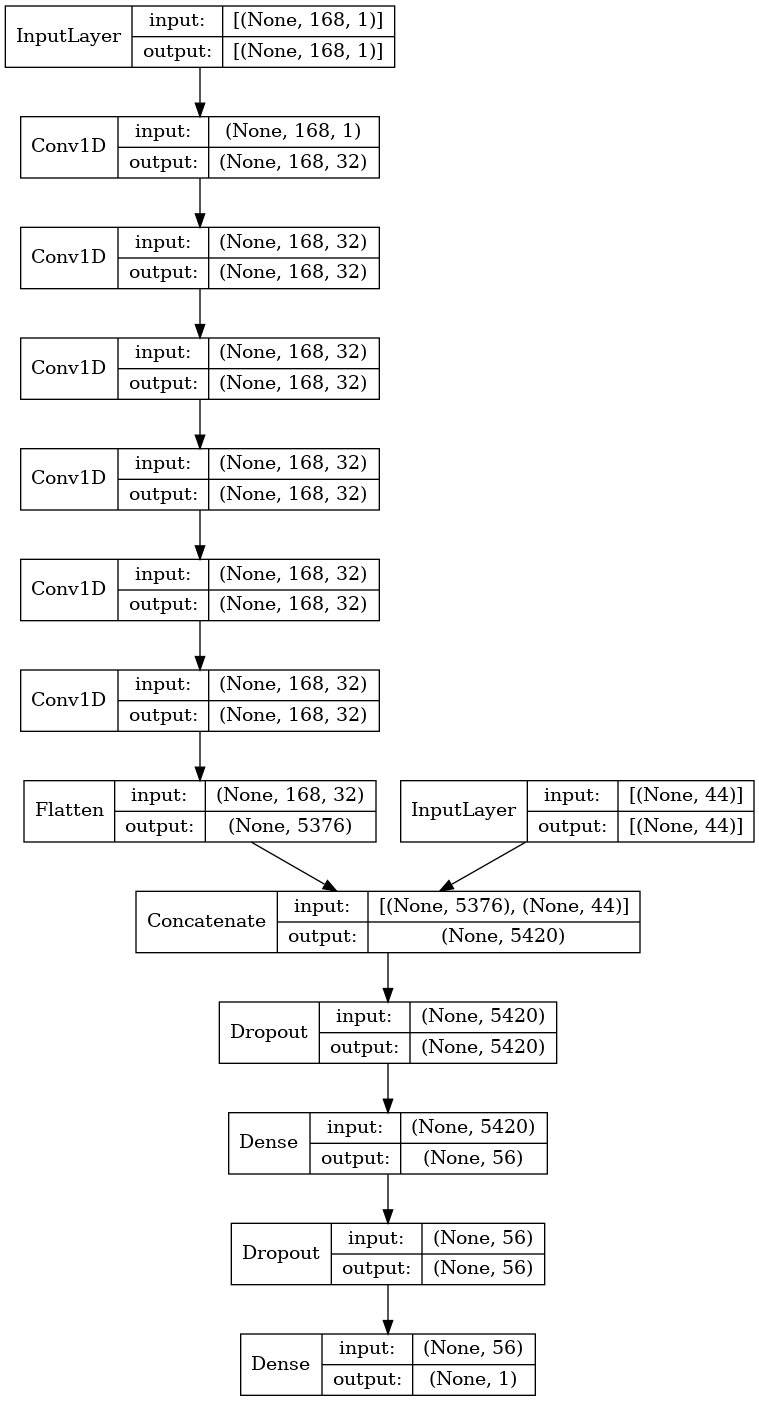 InputLayer input: [(None, 168, 1)]
output: [(None, 168, 1)]
Conv1D input: (None, 168, 1)
output: (None, 168, 32)
Conv1D input: (None, 168, 32)
output: (None, 168, 32)
Conv1D input: (None, 168, 32)
output: (None, 168, 32)
Conv1D input: (None, 168, 32)
output: (None, 168, 32)
Conv1D input: (None, 168, 32)
output: (None, 168, 32)
Conv1D input: (None, 168, 32)
output: (None, 168, 32)
Flatten input: (None, 168, 32)
output: (None, 5376)
InputLayer input: [(None, 44)]
output: [(None, 44)]
Concatenate input: [(None, 5376), (None, 44)]
output: (None, 5420)
Dropout input: (None, 5420)
output: (None, 5420)
Dense input: (None, 5420)
output: (None, 56)
Dropout input: (None, 56)
output: (None, 56)
Dense input: (None, 56)
output: (None, 1)